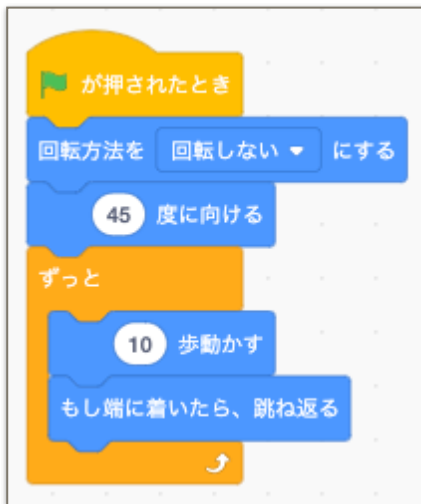 が押されたとき
回転方法を 回転しない にする
45 度に向ける
ずっと
10 歩動かす
もし端に着いたら、跳ね返る